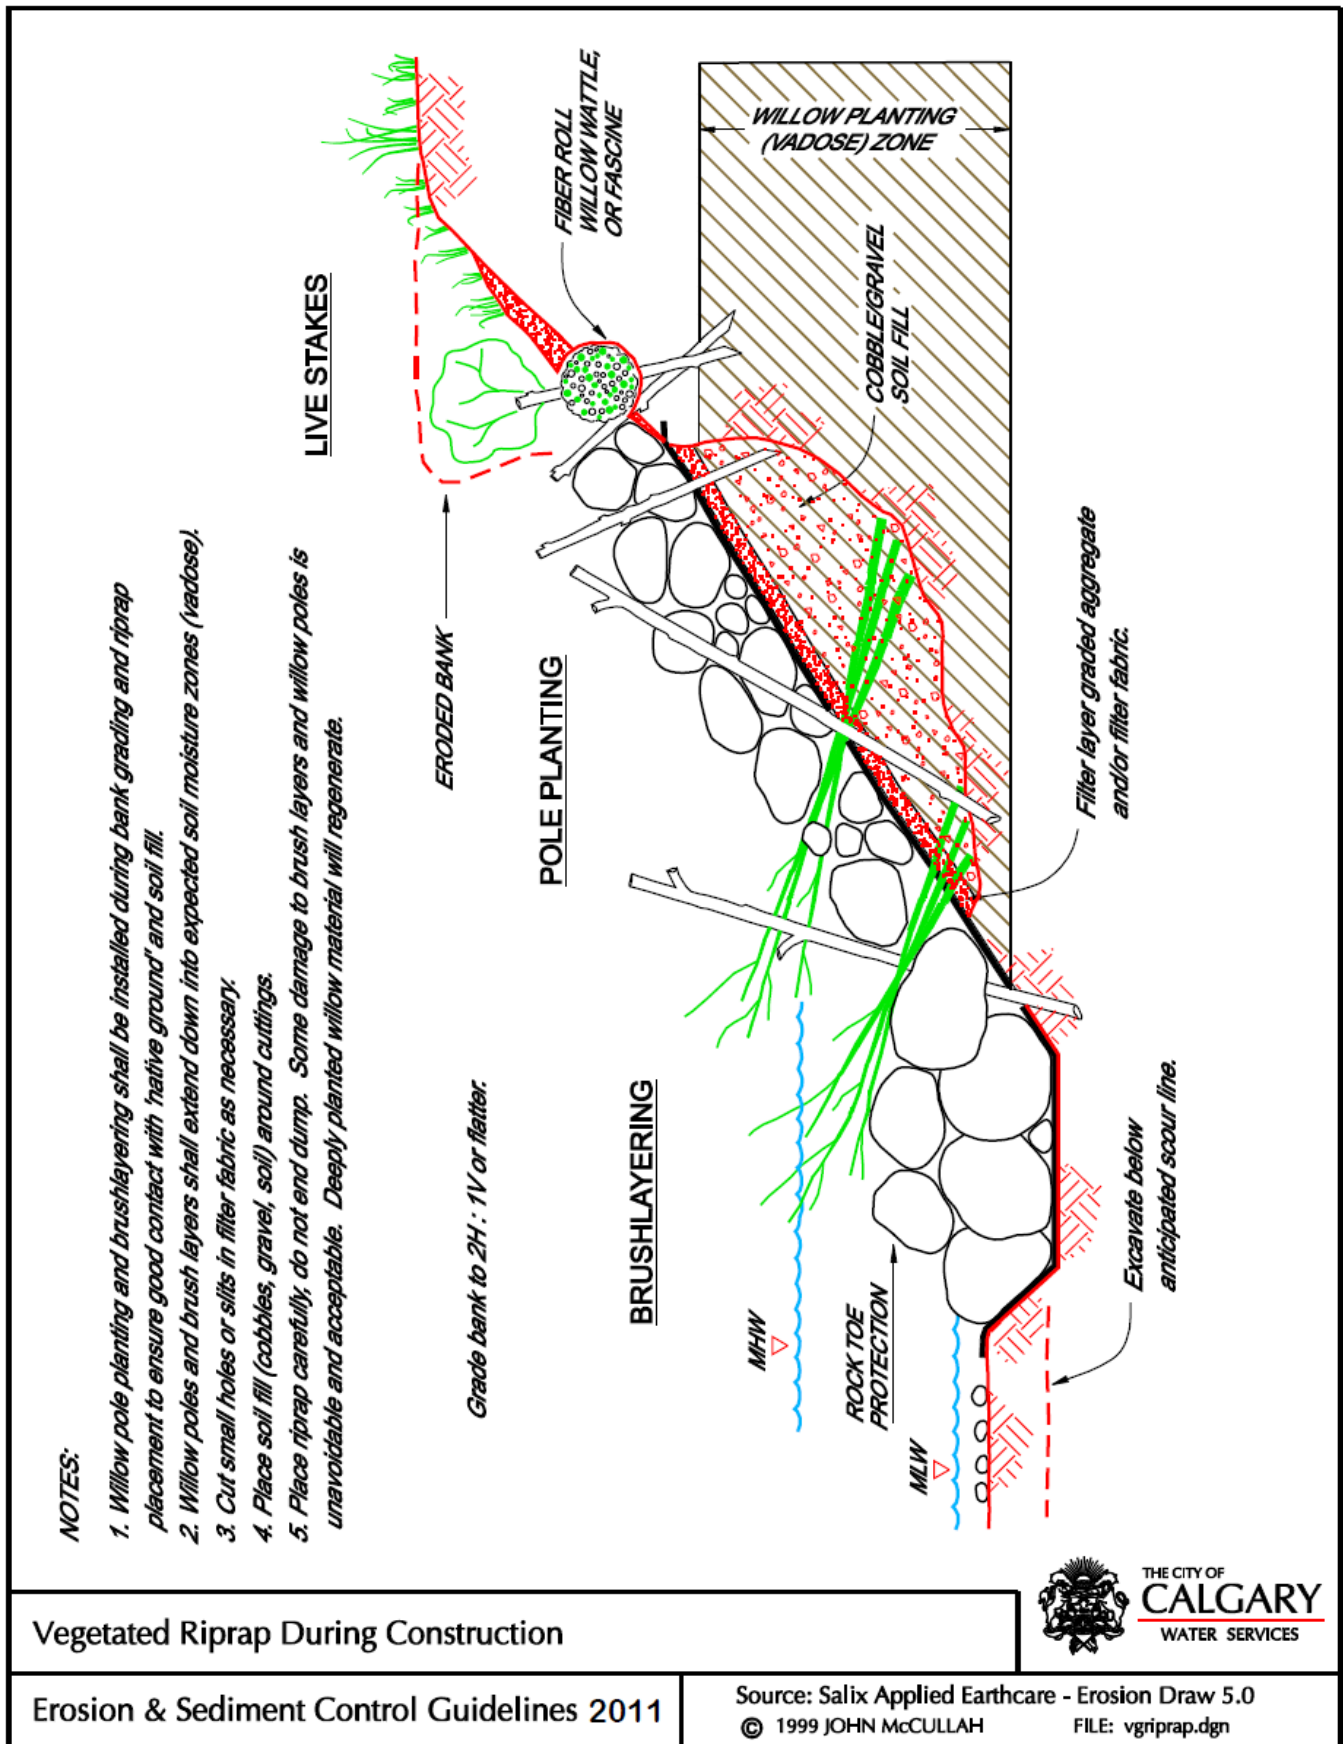 NOTES:
1. Willow pole planting and brushlayering shall be installed during bank grading and riprap
placement to ensure good contact with 'native ground' and soil fill.
2. Willow poles and brush layers shall extend down into expected soil moisture zones (vadose).
3. Cut small holes or slits in filter fabric as necessary.
4. Place soil fill (cobbles, gravel, soil) around cuttings.
5. Place riprap carefully, do not end dump. Some damage to brush layers and willow poles is
unavoidable and acceptable. Deeply planted willow material will regenerate.
Grade bank to 2H : 1V or flatter.
LIVE STAKES
ERODED BANK
POLE PLANTING
BRUSHLAYERING
FIBER ROLL
WILLOW WATTLE,
OR FASCINE
WILLOW PLANTING
(VADOSE) ZONE
COBBLE/GRAVEL
SOIL FILL
Filter layer graded aggregate
and/or filter fabric.
MHW
ROCK TOE
PROTECTION
MLW
Excavate below
anticipated scour line.
THE CITY OF
CALGARY
WATER SERVICES
Vegetated Riprap During Construction
Erosion & Sediment Control Guidelines 2011
Source: Salix Applied Earthcare - Erosion Draw 5.0
© 1999 JOHN McCULLAH FILE: vgriprap.dgn